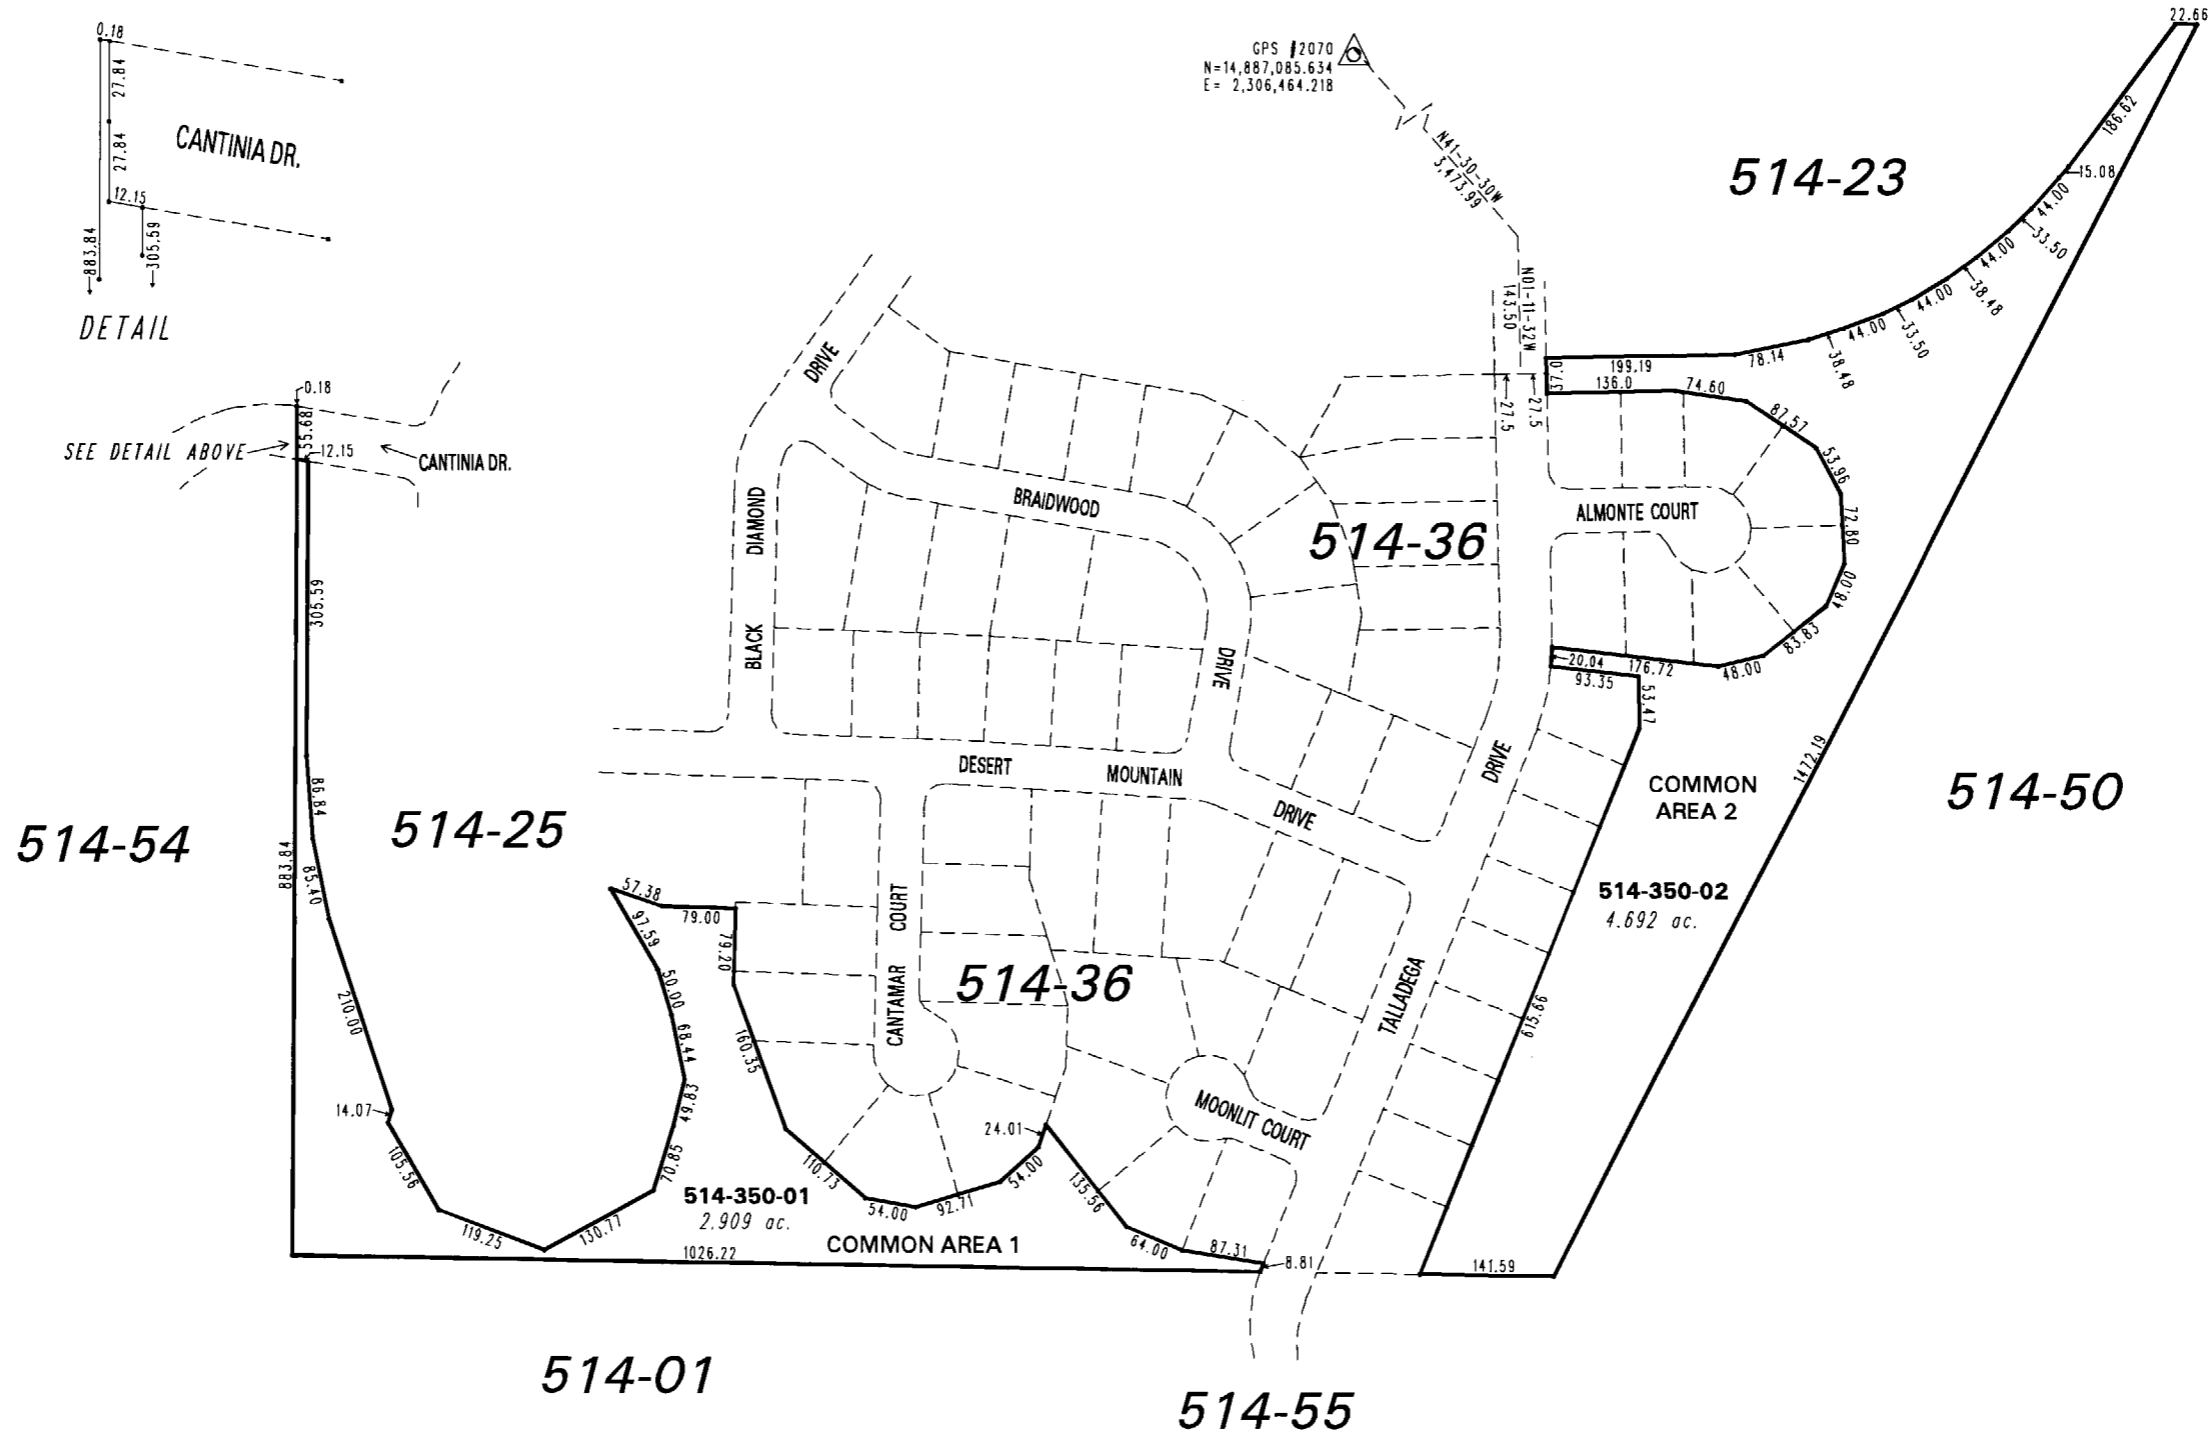 0.18
27.84
27.84
CANTINIA DR.
12.15
883.84
305.59
DETAIL
GPS #2070
N=14,887,085.634
E= 2,306,464.218
N41-30-30W
3,473.99
N01-11-32W
143.50
27.5
27.5
22.66
186.62
15.08
514-23
44.00
33.50
44.00
38.48
44.00
33.50
44.00
38.48
78.14
199.19
37.0
136.0
74.60
87.57
53.96
72.80
48.00
83.83
48.00
176.72
20.04
93.35
53.47
ALMONTE COURT
0.18
55.68
SEE DETAIL ABOVE
12.15
CANTINIA DR.
DRIVE
DIAMOND
BLACK
BRAIDWOOD
DRIVE
514-36
305.59
DESERT
MOUNTAIN
DRIVE
DRIVE
TALLADEGA
1472.19
COMMON
AREA 2
514-50
514-350-02
4.692 ac.
615.66
141.59
514-54
514-25
883.84
86.84
85.40
210.00
14.07
105.56
119.25
130.77
70.85
49.83
68.44
50.00
97.59
57.38
79.00
79.20
160.35
110.73
54.00
92.71
54.00
24.01
135.56
64.00
87.31
8.81
COURT
CANTAMAR
514-36
MOONLIT COURT
514-350-01
2.909 ac.
COMMON AREA 1
1026.22
514-01
514-55